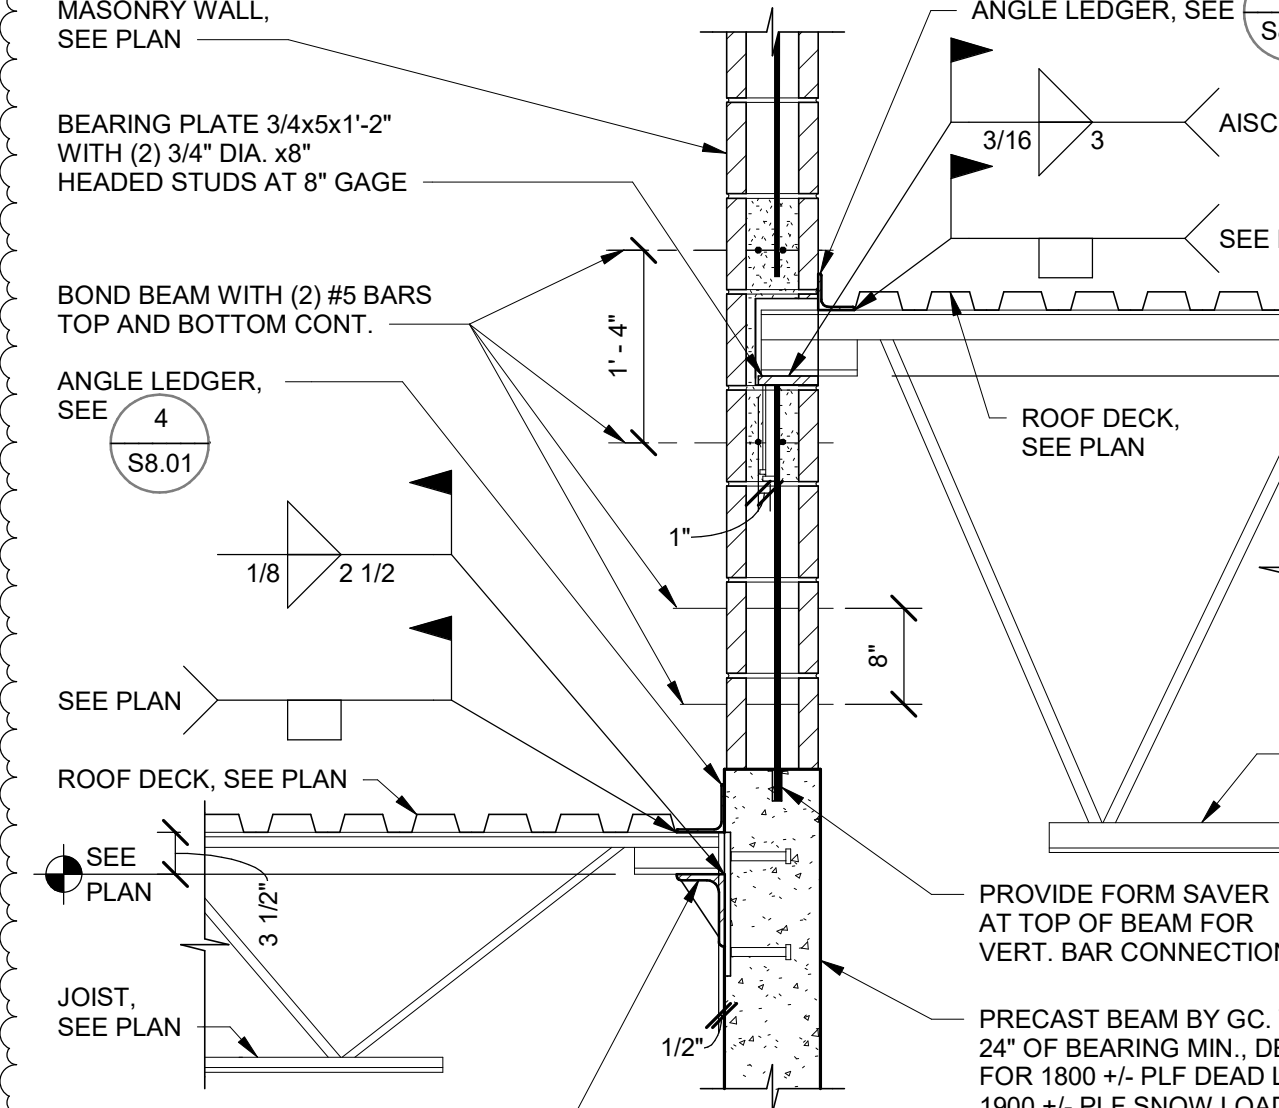 MASONRY WALL,
SEE PLAN
BEARING PLATE 3/4x5x1'-2"
WITH (2) 3/4" DIA. x8"
HEADED STUDS AT 8" GAGE
BOND BEAM WITH (2) #5 BARS
TOP AND BOTTOM CONT.
ANGLE LEDGER,
SEE
4
S8.01
1/8
2 1/2
SEE PLAN
ROOF DECK, SEE PLAN
SEE
PLAN
3 1/2"
JOIST,
SEE PLAN
1' - 4"
1"
8"
1/2"
ANGLE LEDGER, SEE
3/16
3
AISC
SEE
ROOF DECK,
SEE PLAN
PROVIDE FORM SAVER
AT TOP OF BEAM FOR
VERT. BAR CONNECTION
PRECAST BEAM BY GC.
24" OF BEARING MIN.,
FOR 1800 +/- PLF DEAD
1900 +/- PLF SNOW LOAD